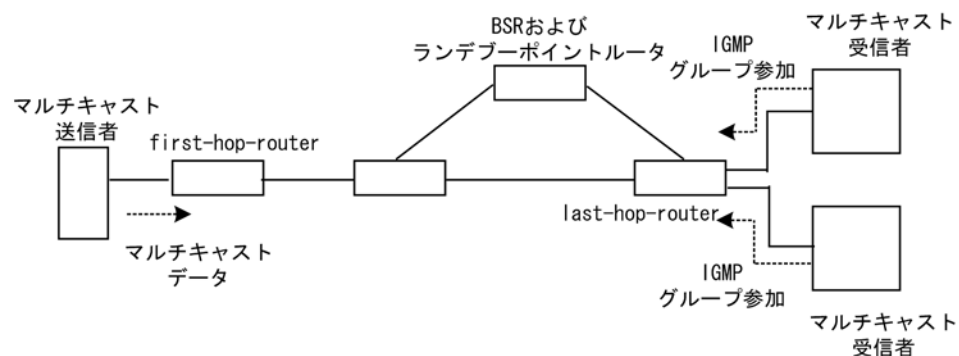 BSRおよび
ランデブーポイントルータ
IGMP
グループ参加
マルチキャスト
受信者
マルチキャスト
送信者
first-hop-router
last-hop-router
マルチキャスト
データ
IGMP
グループ参加
マルチキャスト
受信者